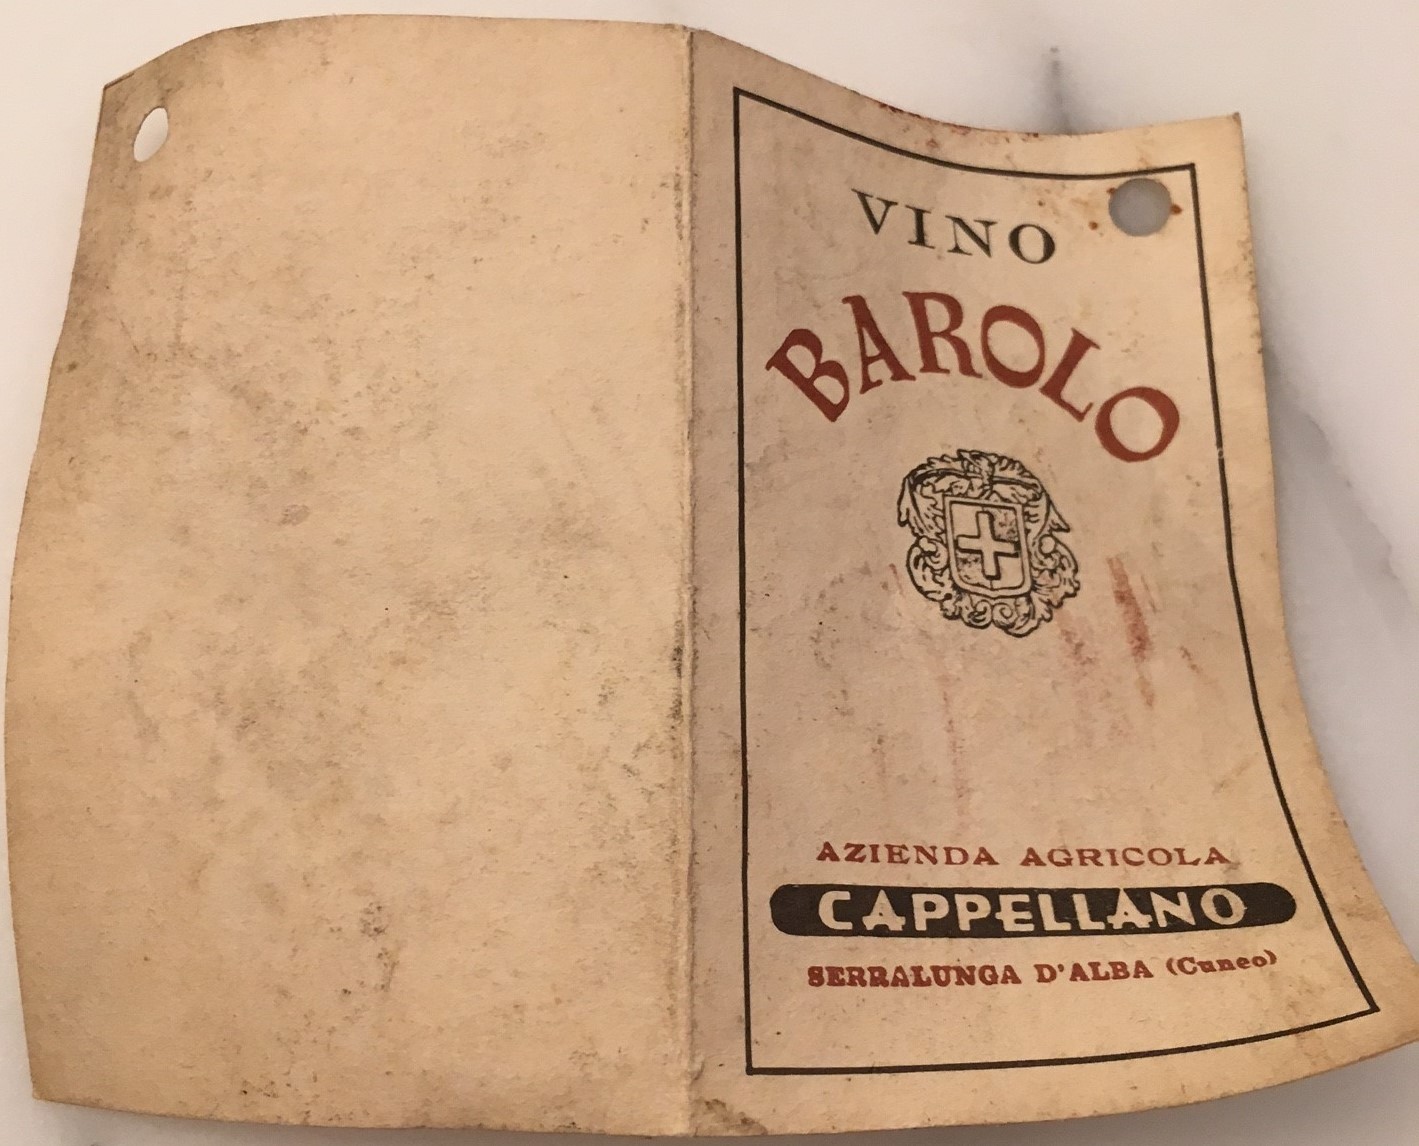 VINO
BAROLO
AZIENDA AGRICOLA
CAPPELLANO
SERRALUNGA D'ALBA (Cuneo)